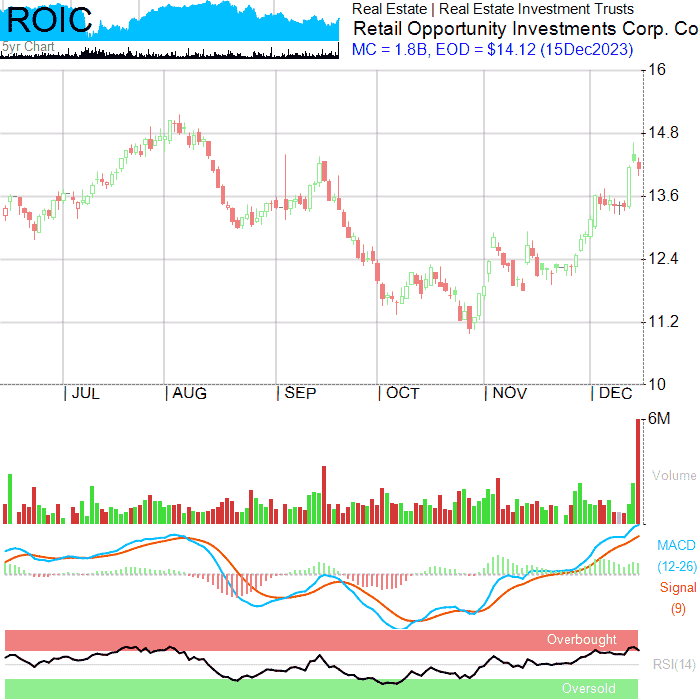 ROIC
5yr Chart
Real Estate | Real Estate Investment Trusts
Retail Opportunity Investments Corp. Co
MC = 1.8B, EOD = $14.12 (15Dec2023)
16
14.8
13.6
12.4
11.2
10
JUL AUG SEP OCT NOV DEC
6M
Volume
MACD
(12-26)
Signal
(9)
Overbought
RSI(14)
Oversold